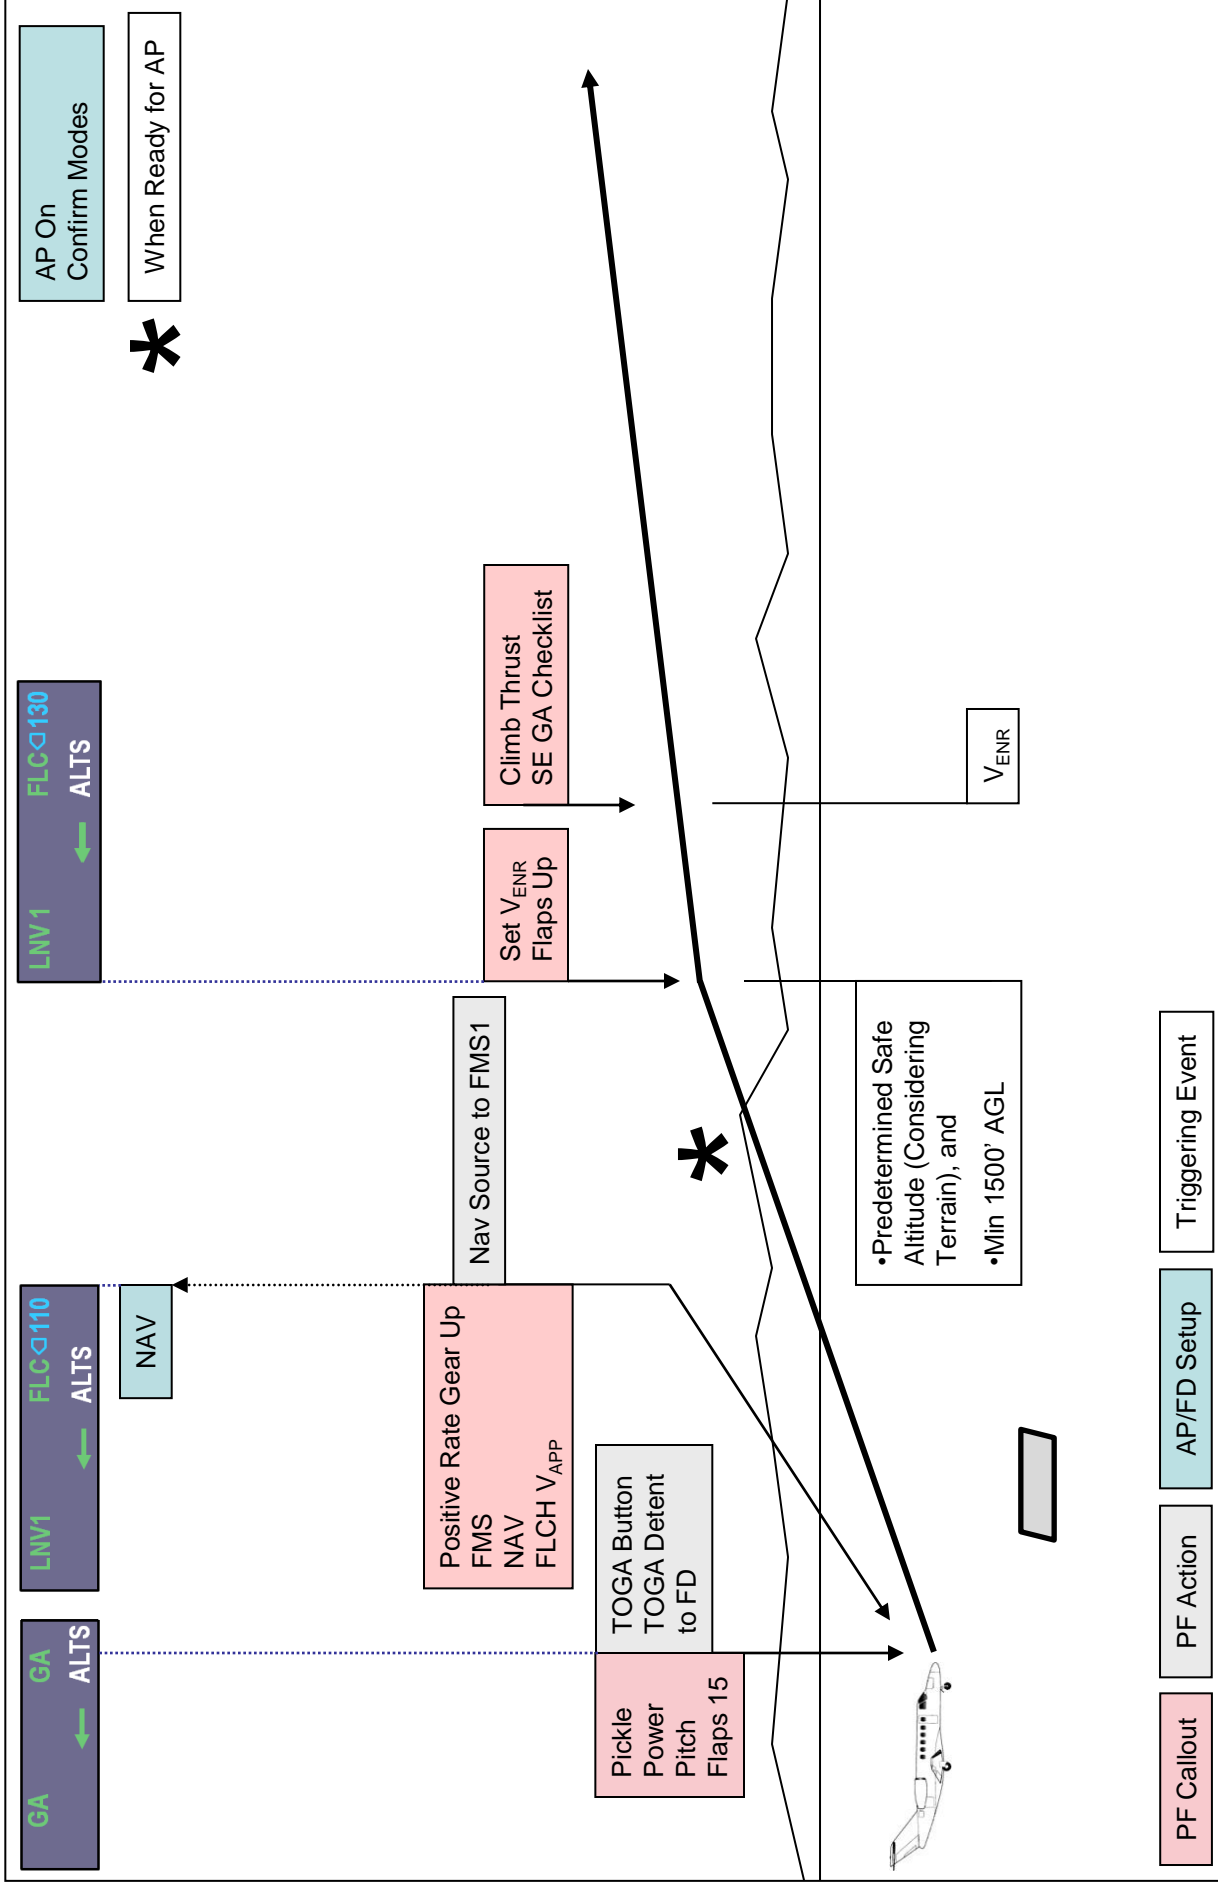 GA GA
← ALTS
LNV1 FLC◁110
← ALTS
NAV
LNV 1 FLC◁130
← ALTS
AP On
Confirm Modes
When Ready for AP
*
Pickle
Power
Pitch
Flaps 15
TOGA Button
TOGA Detent
to FD
Positive Rate Gear Up
FMS
NAV
FLCH VAPP
Nav Source to FMS1
*
Set VENR
Flaps Up
Climb Thrust
SE GA Checklist
•Predetermined Safe
Altitude (Considering
Terrain), and
•Min 1500’ AGL
VENR
PF Callout
PF Action
AP/FD Setup
Triggering Event